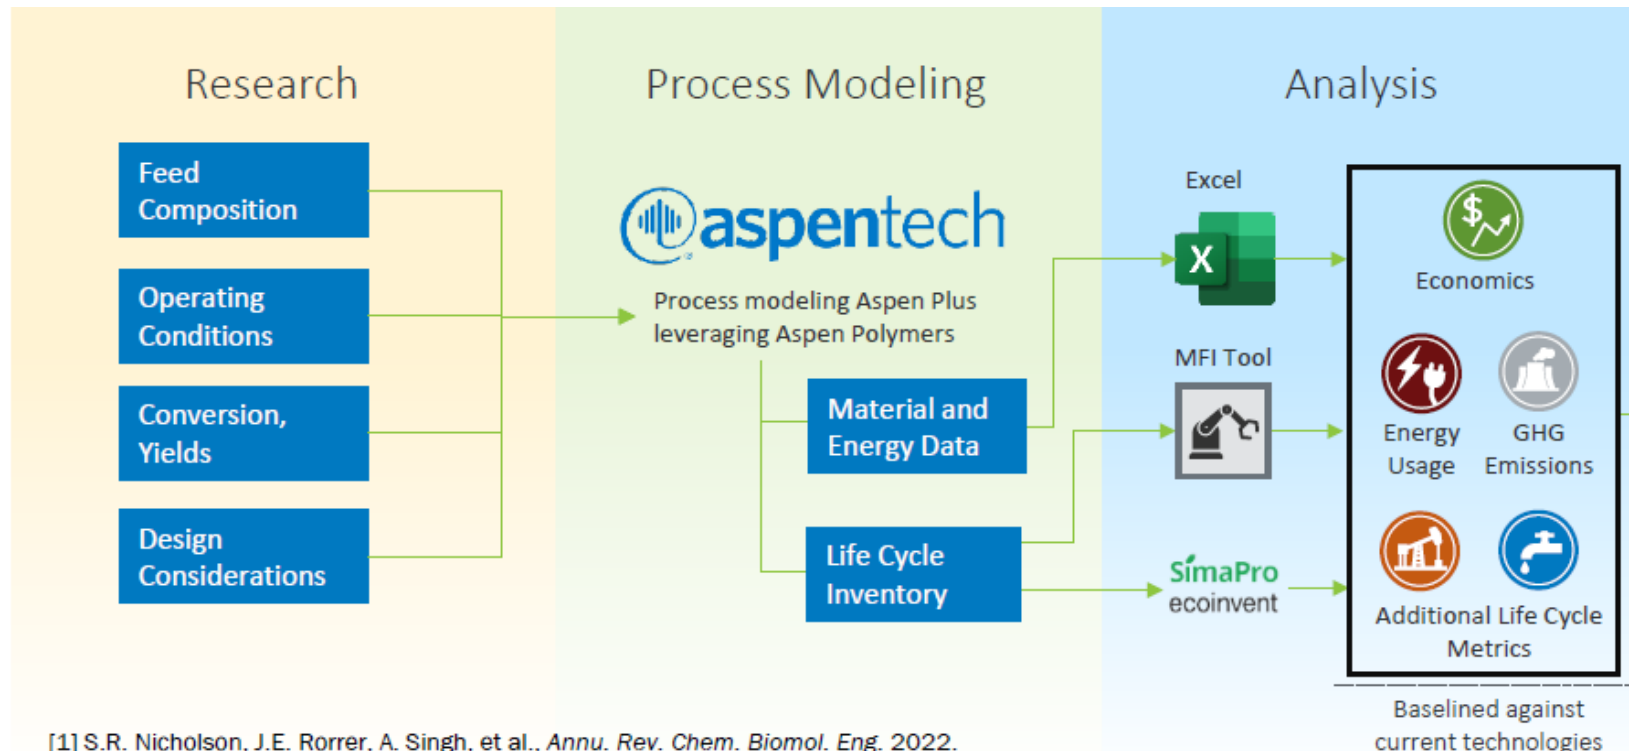 Research
Feed
Composition
Operating
Conditions
Conversion,
Yields
Design
Considerations
Process Modeling
aspentech
Process modeling Aspen Plus
leveraging Aspen Polymers
Material and
Energy Data
Life Cycle
Inventory
Analysis
Excel
X
MFI Tool
SimaPro
ecoinvent
$
Economics
Energy
Usage
GHG
Emissions
Additional Life Cycle
Metrics
Baselined against
current technologies
[1] S.R. Nicholson, J.E. Rorrer, A. Singh, et al., Annu. Rev. Chem. Biomol. Eng. 2022.